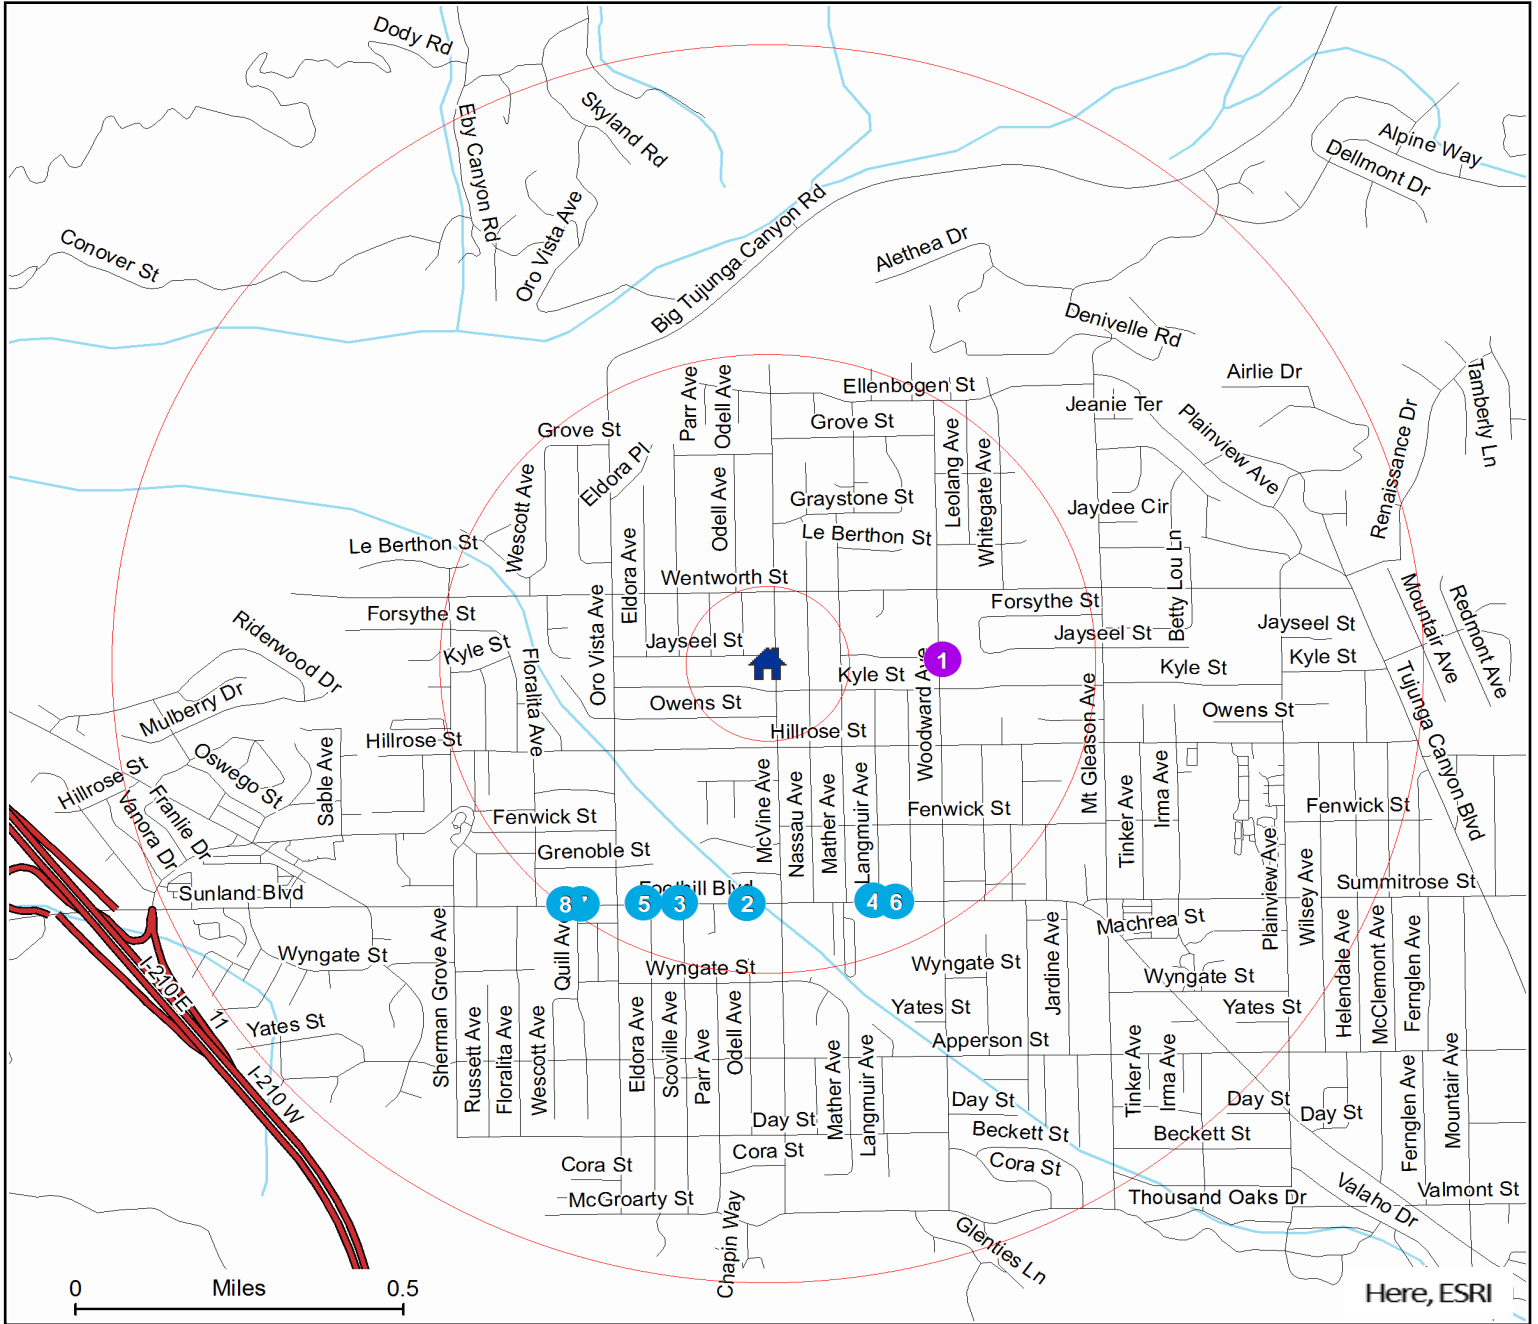 Dody Rd
Skyland Rd
Eby Canyon Rd
Alpine Way
Dellmont Dr
Oro Vista Ave
Big Tujunga Canyon Rd
Conover St
Alethea Dr
Denivelle Rd
Airlie Dr
Tamberly Ln
Parr Ave
Odell Ave
Ellenbogen St
Jeanie Ter
Plainview Ave
Renaissance Dr
Grove St
Grove St
Eldora Pl
Leolang Ave
Whitegate Ave
Wescott Ave
Odell Ave
Graystone St
Jaydee Cir
Le Berthon St
Le Berthon St
Eldora Ave
Betty Lou Ln
Wentworth St
Forsythe St
Forsythe St
Mountain Ave
Redmont Ave
Oro Vista Ave
Riderwood Dr
Kyle St
Jayseel St
Jayseel St
Jayseel St
Kyle St
Kyle St
Kyle St
1
Floralita Ave
Woodward Ave
Mulberry Dr
Owens St
Owens St
Mt Gleason Ave
Tujunga Canyon Blvd
Hillrose St
Hillrose St
Hillrose St
Oswego St
Sable Ave
Franlie Dr
Vanora Dr
McVine Ave
Nassau Ave
Mather Ave
Langmuir Ave
Tinker Ave
Irma Ave
Fenwick St
Fenwick St
Fenwick St
Grenoble St
Plainview Ave
Wilsey Ave
Summitrose St
Sunland Blvd
Foothill Blvd
8
5
3
2
4
6
Machrea St
Helendale Ave
McClemont Ave
Fernglen Ave
Quill Ave
Sherman Grove Ave
Wyngate St
Wyngate St
Wyngate St
Wyngate St
Jardine Ave
I-210 E
11
Yates St
Yates St
Yates St
Russett Ave
Floralita Ave
Wescott Ave
Eldora Ave
Scoville Ave
Parr Ave
Odell Ave
Mather Ave
Langmuir Ave
Apperson St
Tinker Ave
Irma Ave
Fernglen Ave
Mountain Ave
I-210 W
Day St
Day St
Day St
Day St
Beckett St
Beckett St
Cora St
Cora St
Cora St
McGroarty St
Chapin Way
Thousand Oaks Dr
Valaho Dr
Valmont St
Glenties Ln
0 Miles 0.5
Here, ESRI